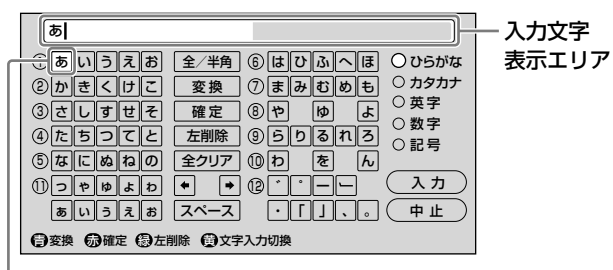 あ
入力文字
表示エリア
① あ い う え お 全／半角 ⑥ は ひ ふ へ ほ ○ ひらがな
② か き く け こ 変換 ⑦ ま み む め も ○ カタカナ
③ さ し す せ そ 確定 ⑧ や ゆ よ ○ 英字
④ た ち つ て と 左削除 ⑨ ら り る れ ろ ○ 数字
⑤ な に ぬ ね の 全クリア ⑩ わ を ん ○ 記号
⑪ っ ゃ ゅ ょ ゎ ← → ⑫ ゛ ゜ ー ～ 入力
ぁ ぃ ぅ ぇ ぉ スペース ・ 「 」 、 。 中止
青変換 赤確定 緑左削除 黄文字入力切換